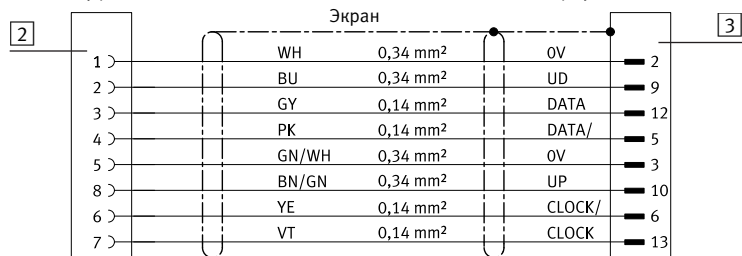 Экран
2
3
1 WH 0,34 mm² 0V 2
2 BU 0,34 mm² UD 9
3 GY 0,14 mm² DATA 12
4 PK 0,14 mm² DATA/ 5
5 GN/WH 0,34 mm² 0V 3
8 BN/GN 0,34 mm² UP 10
6 YE 0,14 mm² CLOCK/ 6
7 VT 0,14 mm² CLOCK 13